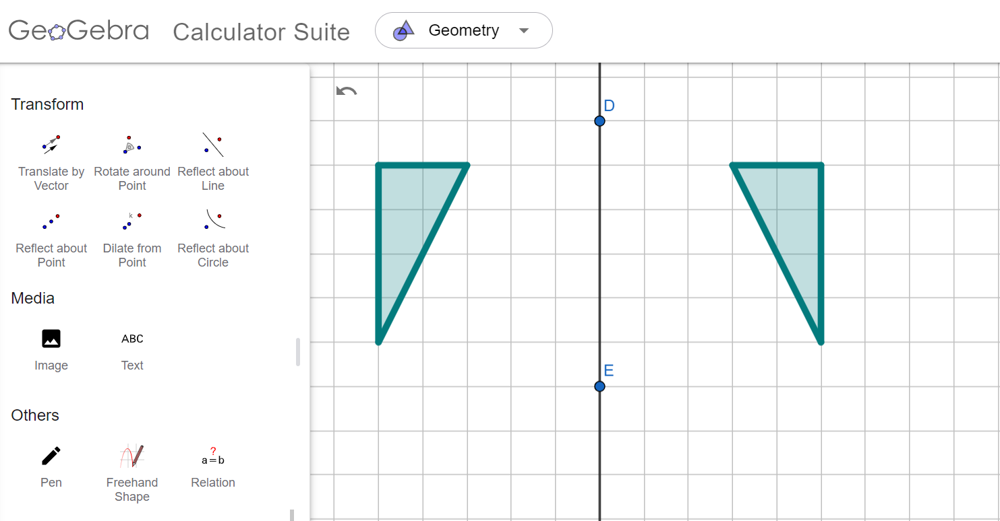 GeoGebra Calculator Suite Geometry
Transform
Translate by Vector
Rotate around Point
Reflect about Line
Reflect about Point
k
Dilate from Point
Reflect about Circle
Media
Image
ABC
Text
Others
Pen
Freehand Shape
?
a=b
Relation
D
E